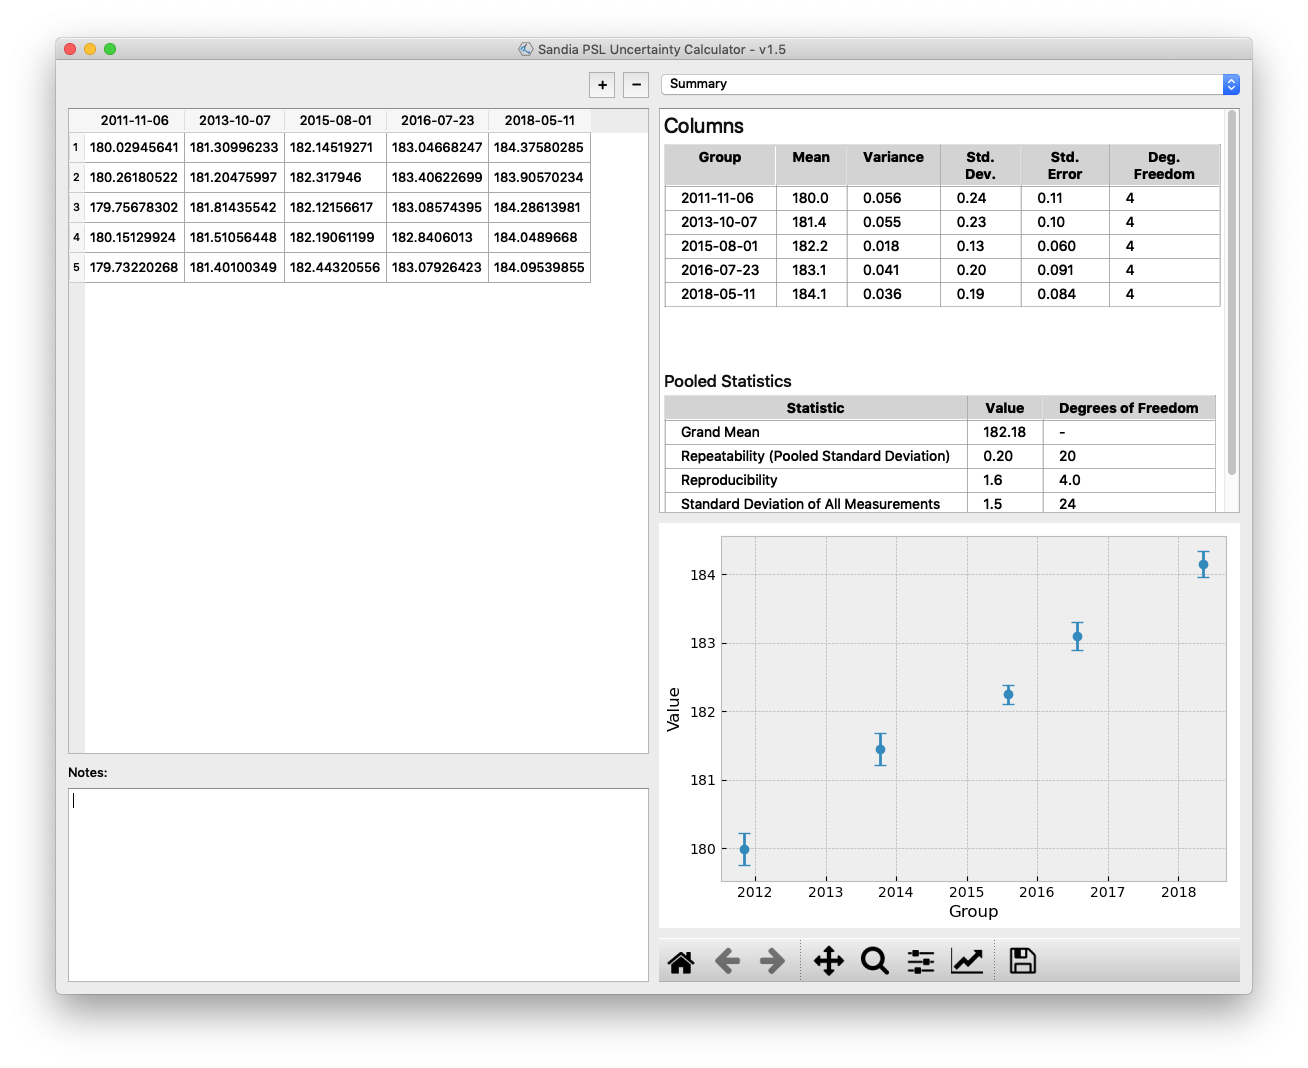 Sandia PSL Uncertainty Calculator - v1.5
+ −
Summary
2011-11-06 2013-10-07 2015-08-01 2016-07-23 2018-05-11
1 180.02945641 181.30996233 182.14519271 183.04668247 184.37580285
2 180.26180522 181.20475997 182.317946 183.40622699 183.90570234
3 179.75678302 181.81435542 182.12156617 183.08574395 184.28613981
4 180.15129924 181.51056448 182.19061199 182.8406013 184.0489668
5 179.73220268 181.40100349 182.44320556 183.07926423 184.09539855
Notes:
Columns
Group Mean Variance Std. Dev. Std. Error Deg. Freedom
2011-11-06 180.0 0.056 0.24 0.11 4
2013-10-07 181.4 0.055 0.23 0.10 4
2015-08-01 182.2 0.018 0.13 0.060 4
2016-07-23 183.1 0.041 0.20 0.091 4
2018-05-11 184.1 0.036 0.19 0.084 4
Pooled Statistics
Statistic Value Degrees of Freedom
Grand Mean 182.18 -
Repeatability (Pooled Standard Deviation) 0.20 20
Reproducibility 1.6 4.0
Standard Deviation of All Measurements 1.5 24
184
183
182
181
180
Value
2012 2013 2014 2015 2016 2017 2018
Group